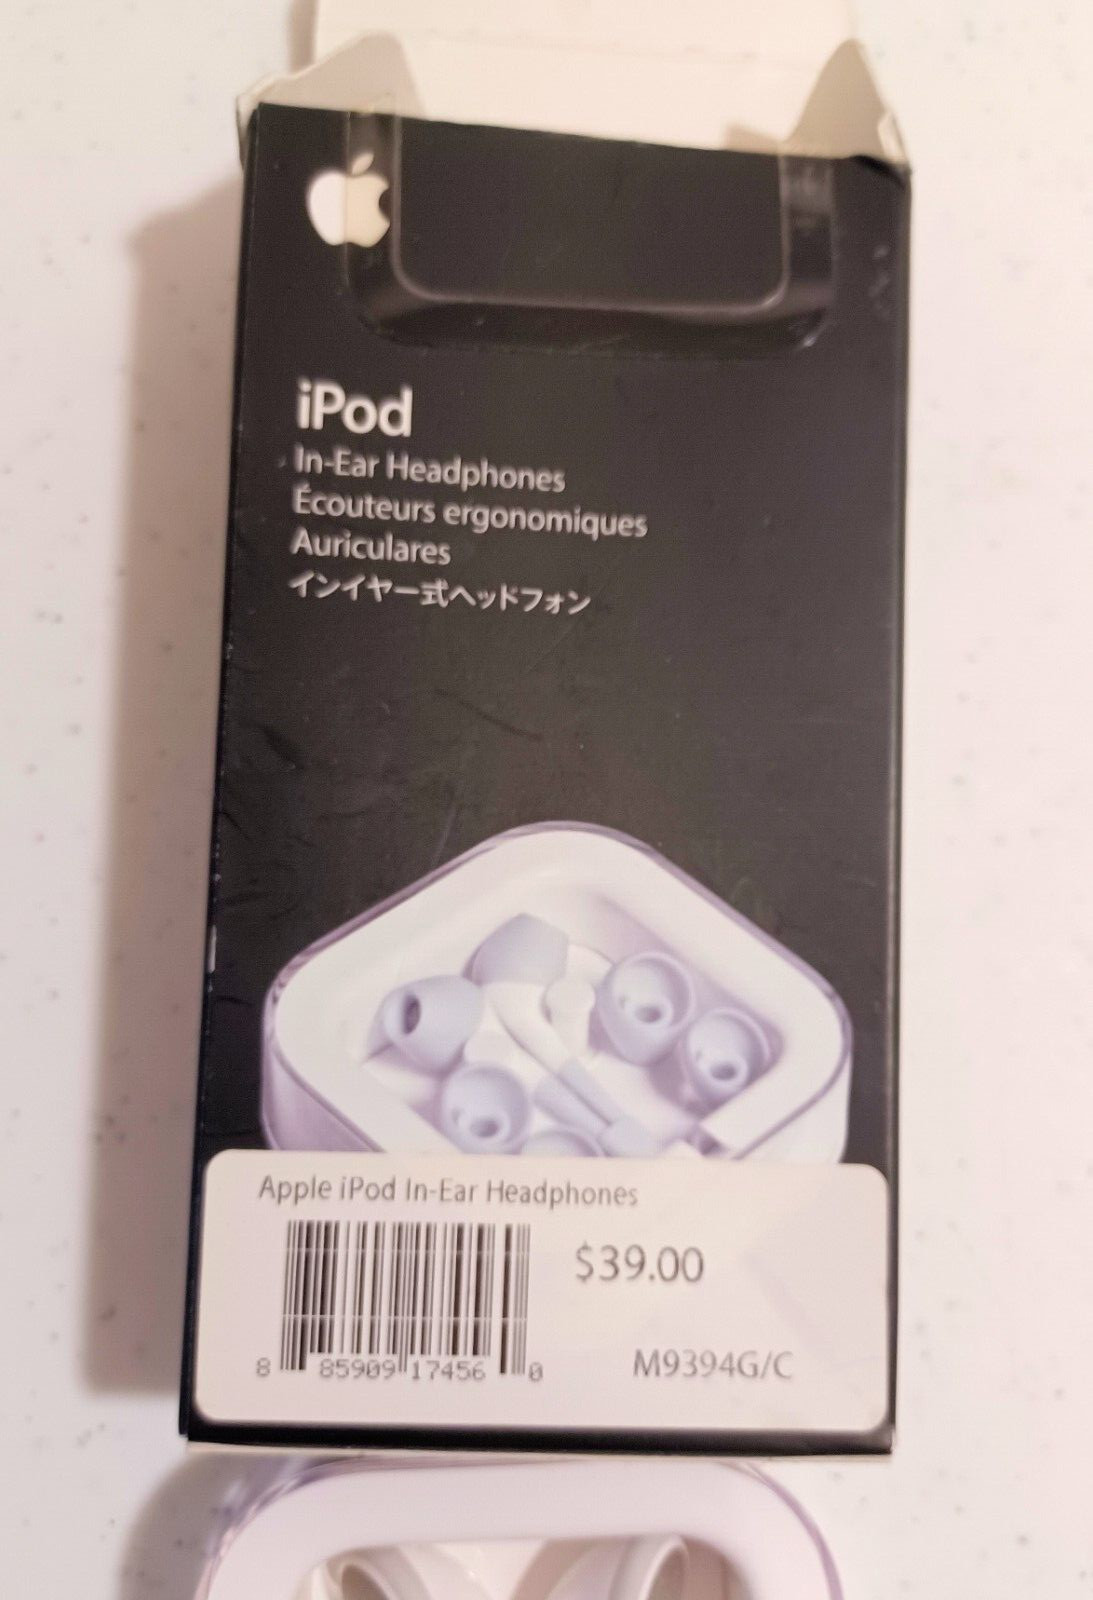 iPod
In-Ear Headphones
Écouteurs ergonomiques
Auriculares
インイヤー式ヘッドフォン
Apple iPod In-Ear Headphones
$39.00
8 85909 17456 0
M9394G/C